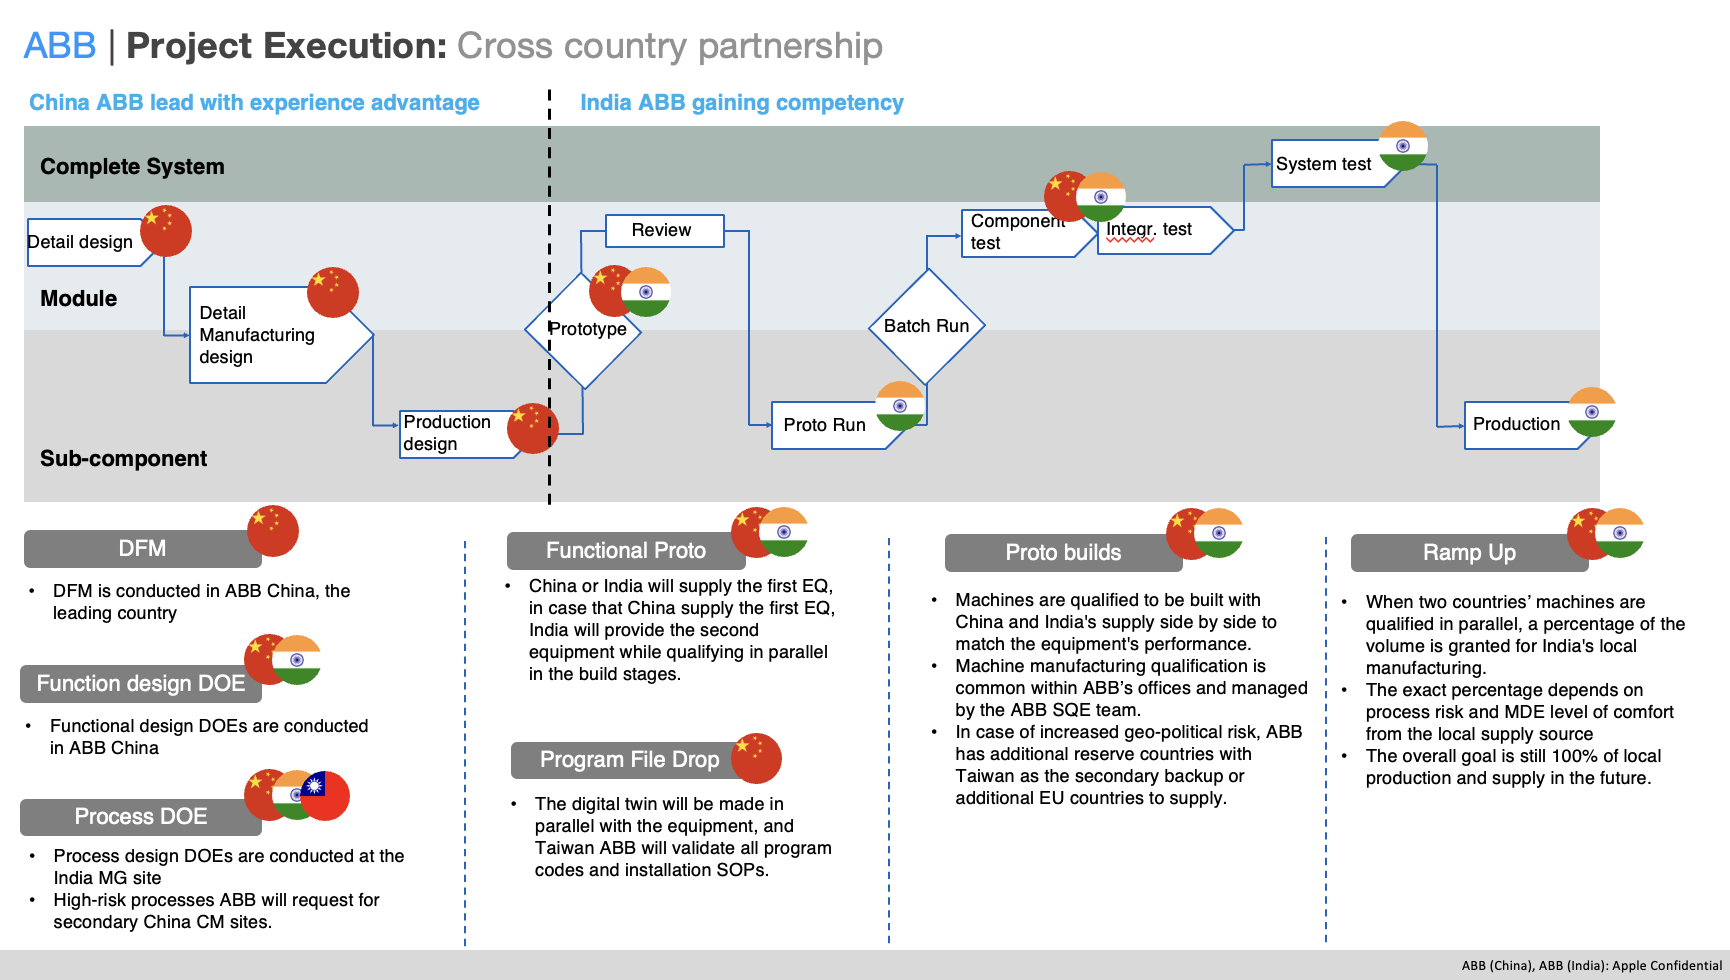 ABB | Project Execution: Cross country partnership
China ABB lead with experience advantage
India ABB gaining competency
Complete System
System test
Detail design
Review
Component
test
Integr. test
Module
Detail
Manufacturing
design
Prototype
Batch Run
Production
design
Proto Run
Production
Sub-component
DFM
• DFM is conducted in ABB China, the
leading country
Function design DOE
• Functional design DOEs are conducted
in ABB China
Process DOE
• Process design DOEs are conducted at the
India MG site
• High-risk processes ABB will request for
secondary China CM sites.
Functional Proto
• China or India will supply the first EQ,
in case that China supply the first EQ,
India will provide the second
equipment while qualifying in parallel
in the build stages.
Program File Drop
• The digital twin will be made in
parallel with the equipment, and
Taiwan ABB will validate all program
codes and installation SOPs.
Proto builds
• Machines are qualified to be built with
China and India's supply side by side to
match the equipment's performance.
• Machine manufacturing qualification is
common within ABB’s offices and managed
by the ABB SQE team.
• In case of increased geo-political risk, ABB
has additional reserve countries with
Taiwan as the secondary backup or
additional EU countries to supply.
Ramp Up
• When two countries’ machines are
qualified in parallel, a percentage of the
volume is granted for India's local
manufacturing.
• The exact percentage depends on
process risk and MDE level of comfort
from the local supply source
• The overall goal is still 100% of local
production and supply in the future.
ABB (China), ABB (India): Apple Confidential